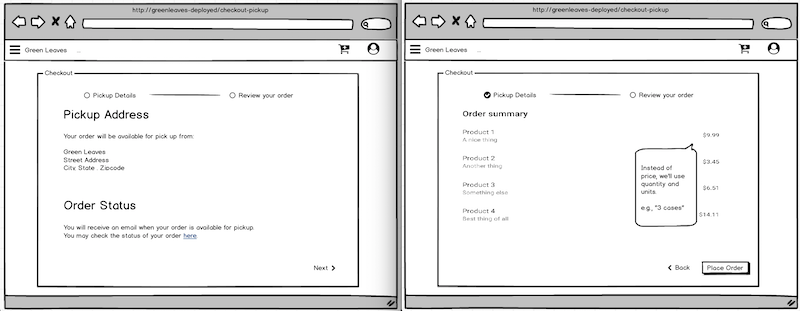 http://greenleaves-deployed/checkout-pickup
Green Leaves ...
Checkout
Pickup Details
Review your order
Pickup Address
Your order will be available for pick up from:
Green Leaves
Street Address
City, State  Zipcode
Order Status
You will receive an email when your order is available for pickup.
You may check the status of your order here.
Next
http://greenleaves-deployed/checkout-pickup
Green Leaves ...
Checkout
Pickup Details
Review your order
Order summary
Product 1 $9.99
A nice thing
Product 2 $3.45
Another thing
Product 3 $6.51
Something else
Product 4 $14.11
Best thing of all
Instead of
price, we'll use
quantity and
units.
e.g., "3 cases"
Back
Place Order